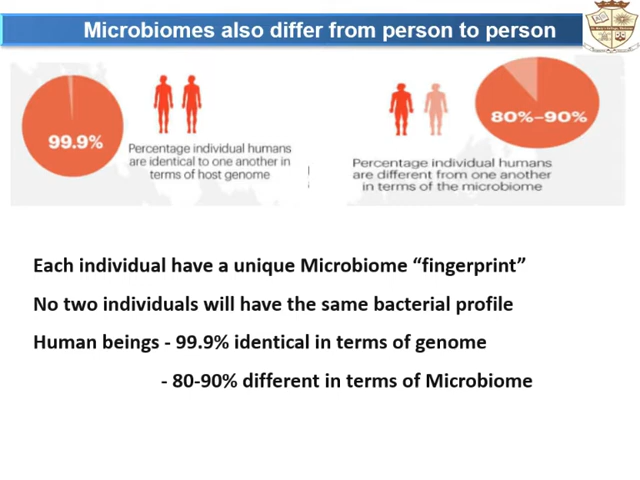 Microbiomes also differ from person to person
99.9%
Percentage individual humans
are identical to one another in
terms of host genome
80%–90%
Percentage individual humans
are different from one another
in terms of the microbiome
Each individual have a unique Microbiome “fingerprint”
No two individuals will have the same bacterial profile
Human beings - 99.9% identical in terms of genome
- 80-90% different in terms of Microbiome